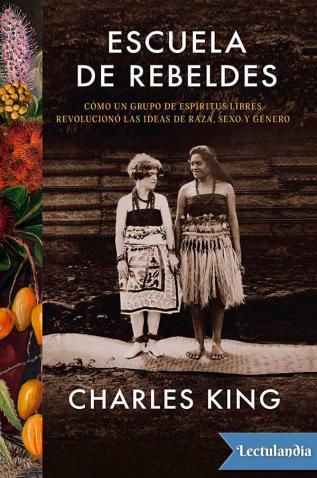 ESCUELA
DE REBELDES
CÓMO UN GRUPO DE ESPÍRITUS LIBRES
REVOLUCIONÓ LAS IDEAS DE RAZA, SEXO Y GÉNERO
CHARLES KING
Lectulandia